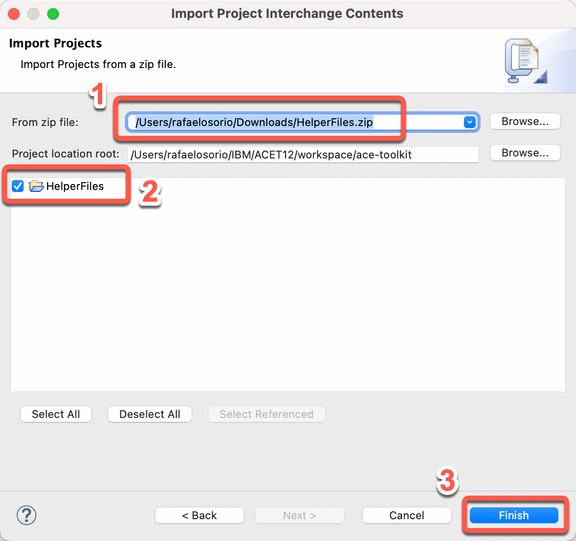 Import Project Interchange Contents
Import Projects
Import Projects from a zip file.
1
From zip file: /Users/rafaelosorio/Downloads/HelperFiles.zip Browse...
Project location root: /Users/rafaelosorio/IBM/ACET12/workspace/ace-toolkit Browse...
HelperFiles 2
Select All Deselect All Select Referenced
3
? < Back Next > Cancel Finish